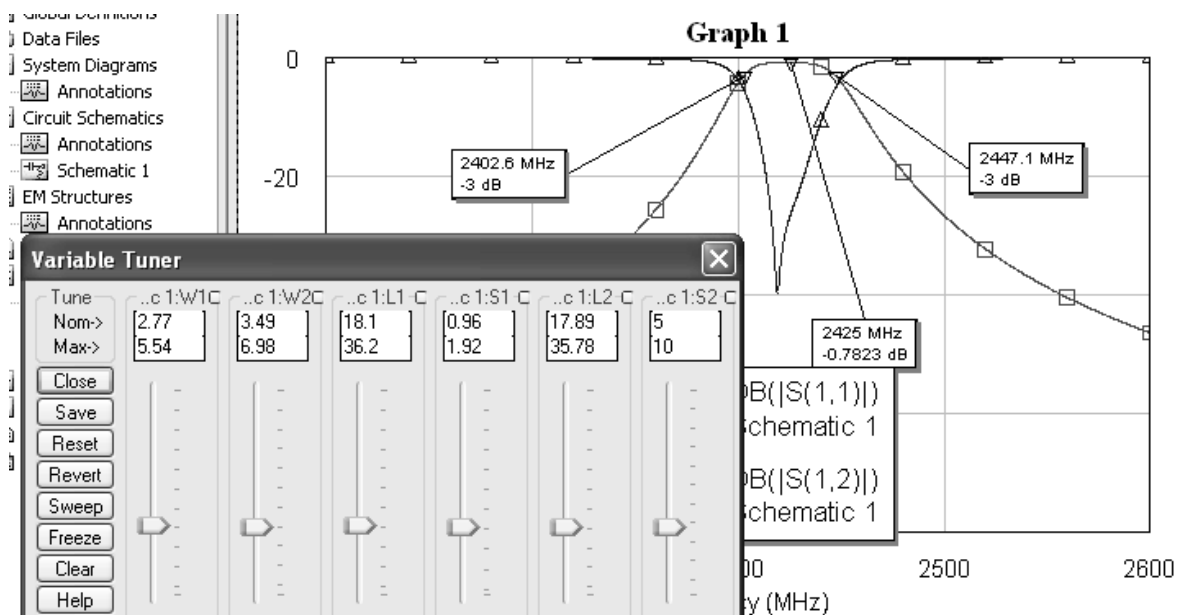 Global Definitions
Data Files
System Diagrams
Annotations
Circuit Schematics
Annotations
Schematic 1
EM Structures
Annotations
Graph 1
0
-20
2402.6 MHz
-3 dB
2447.1 MHz
-3 dB
2425 MHz
-0.7823 dB
DB(|S(1,1)|)
Schematic 1
DB(|S(1,2)|)
Schematic 1
00 2500 2600
cy (MHz)
Variable Tuner
Tune ..c 1:W1 ..c 1:W2 ..c 1:L1 ..c 1:S1 ..c 1:L2 ..c 1:S2
Nom-> 2.77 3.49 18.1 0.96 17.89 5
Max-> 5.54 6.98 36.2 1.92 35.78 10
Close
Save
Reset
Revert
Sweep
Freeze
Clear
Help